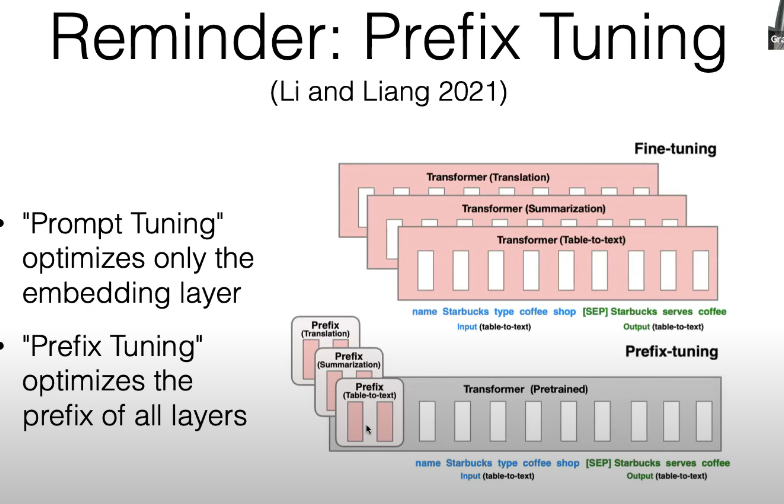 Reminder: Prefix Tuning
(Li and Liang 2021)
• "Prompt Tuning"
optimizes only the
embedding layer
• "Prefix Tuning"
optimizes the
prefix of all layers
Fine-tuning
Transformer (Translation)
Transformer (Summarization)
Transformer (Table-to-text)
name Starbucks type coffee shop [SEP] Starbucks serves coffee
Input (table-to-text) Output (table-to-text)
Prefix-tuning
Prefix
(Translation)
Prefix
(Summarization)
Prefix
(Table-to-text)
Transformer (Pretrained)
name Starbucks type coffee shop [SEP] Starbucks serves coffee
Input (table-to-text) Output (table-to-text)